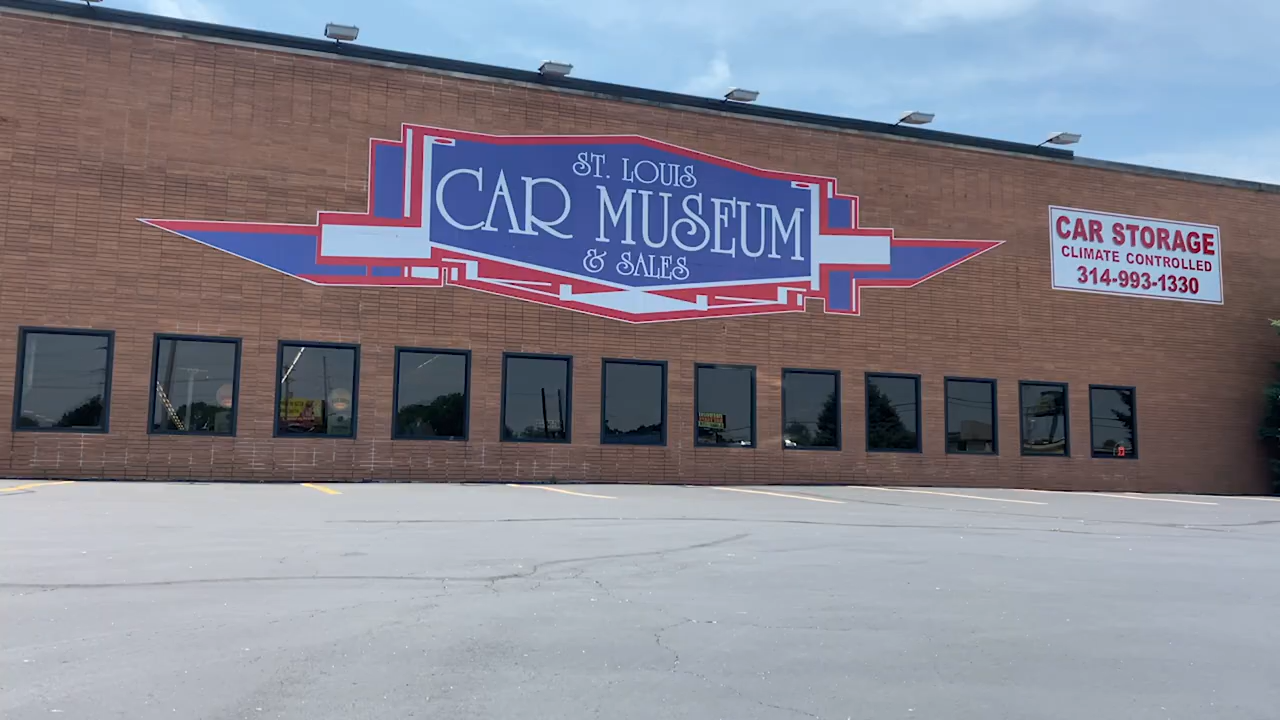 ST. LOUIS
CAR MUSEUM
& SALES
CAR STORAGE
CLIMATE CONTROLLED
314-993-1330